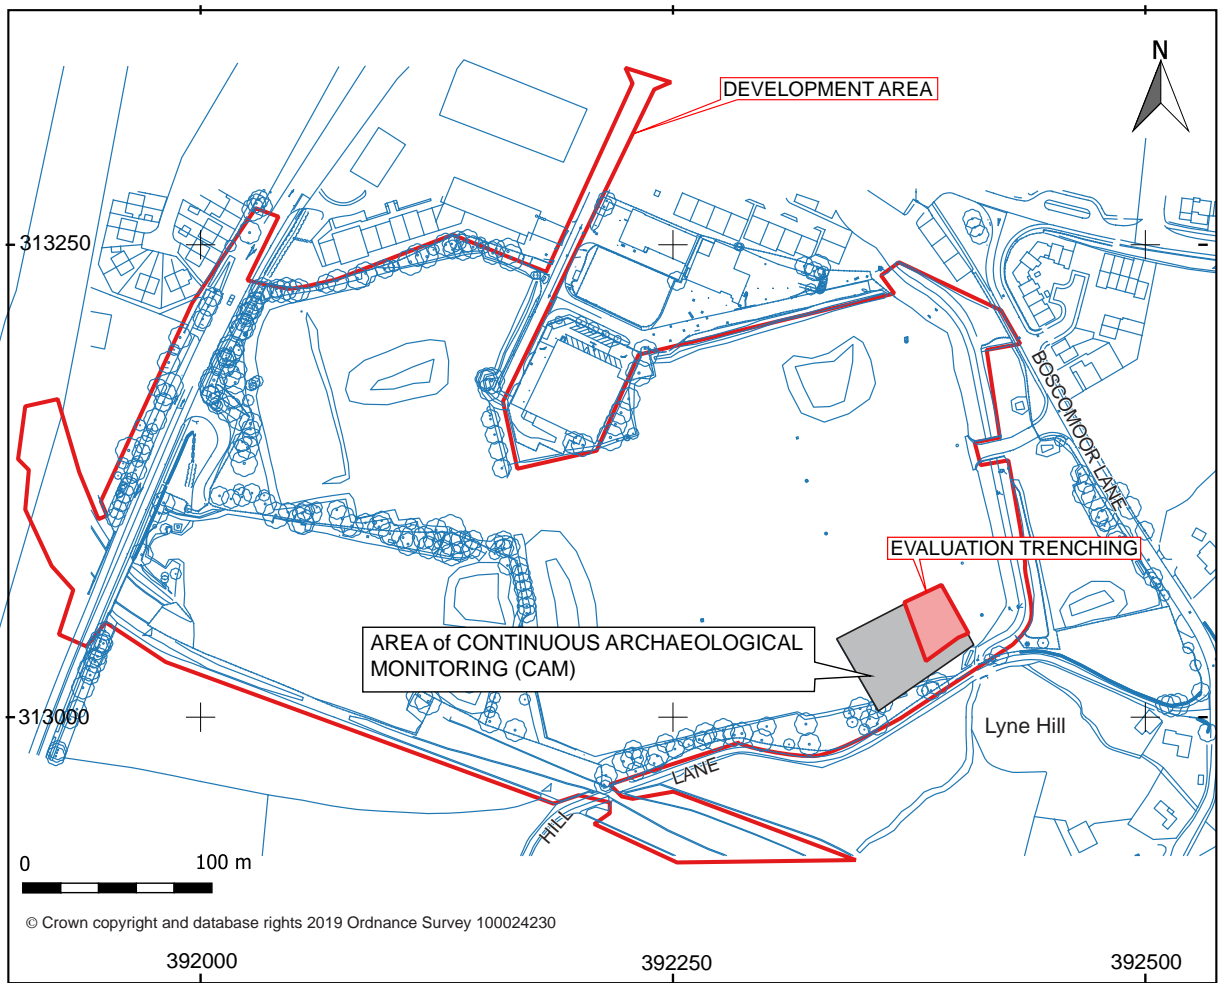 N
DEVELOPMENT AREA
313250
BOSCOMOOR LANE
EVALUATION TRENCHING
AREA of CONTINUOUS ARCHAEOLOGICAL
MONITORING (CAM)
313000
Lyne Hill
HILL LANE
0 100 m
© Crown copyright and database rights 2019 Ordnance Survey 100024230
392000 392250 392500